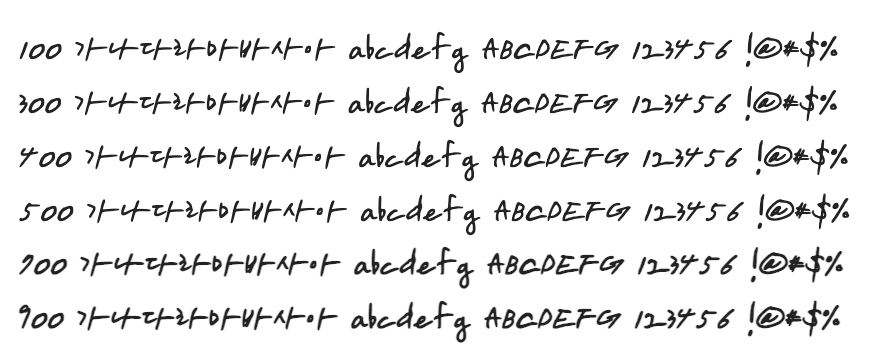 100 가나다라마바사아 abcdefg ABCDEFG 123456 !@#$%
300 가나다라마바사아 abcdefg ABCDEFG 123456 !@#$%
400 가나다라마바사아 abcdefg ABCDEFG 123456 !@#$%
500 가나다라마바사아 abcdefg ABCDEFG 123456 !@#$%
700 가나다라마바사아 abcdefg ABCDEFG 123456 !@#$%
900 가나다라마바사아 abcdefg ABCDEFG 123456 !@#$%